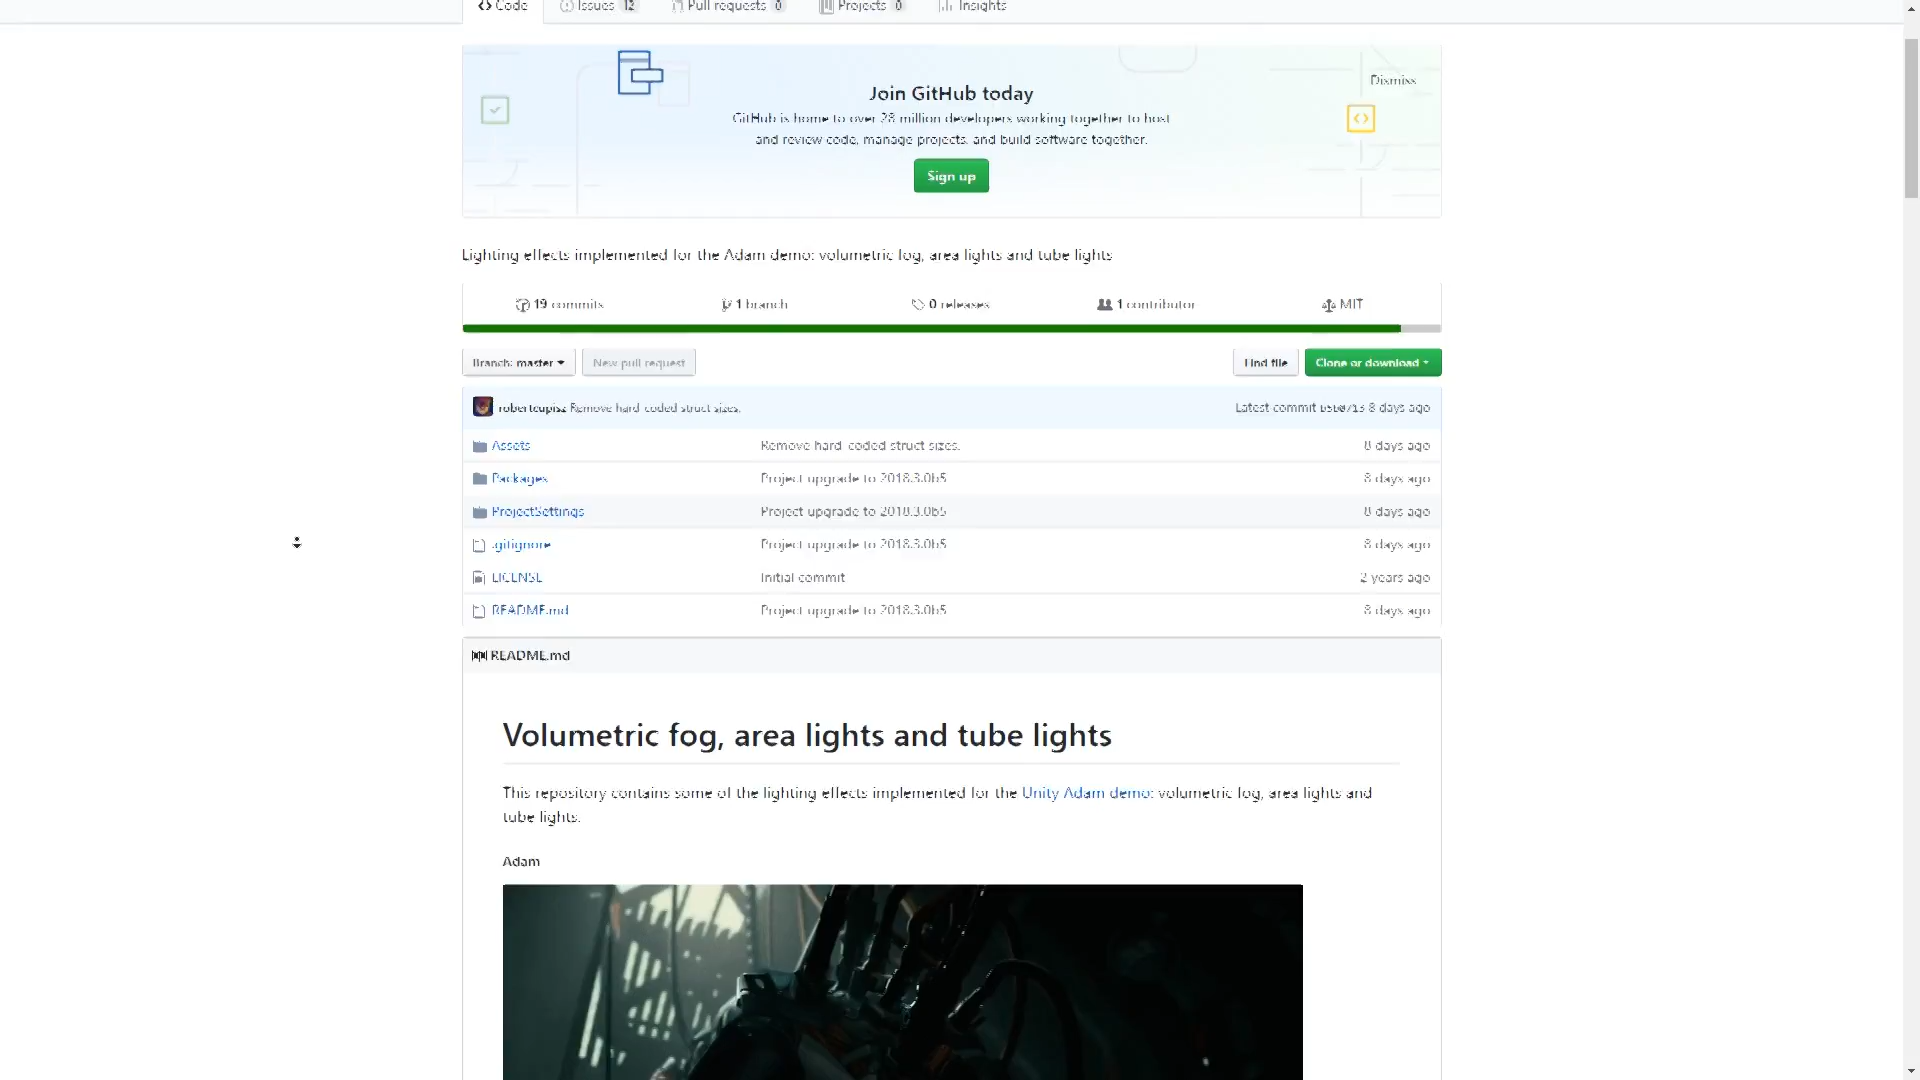 Code Issues 12 Pull requests 0 Projects 0 Insights
Dismiss
Join GitHub today
GitHub is home to over 28 million developers working together to host
and review code, manage projects, and build software together.
Sign up
Lighting effects implemented for the Adam demo: volumetric fog, area lights and tube lights
19 commits 1 branch 0 releases 1 contributor MIT
Branch: master New pull request Find file Clone or download
robertcupisz Remove hard-coded struct sizes. Latest commit 8 days ago
Assets Remove hard-coded struct sizes. 8 days ago
Packages Project upgrade to 2018.3.0b5 8 days ago
ProjectSettings Project upgrade to 2018.3.0b5 8 days ago
.gitignore Project upgrade to 2018.3.0b5 8 days ago
LICENSE Initial commit 2 years ago
README.md Project upgrade to 2018.3.0b5 8 days ago
README.md
Volumetric fog, area lights and tube lights
This repository contains some of the lighting effects implemented for the Unity Adam demo: volumetric fog, area lights and
tube lights.
Adam